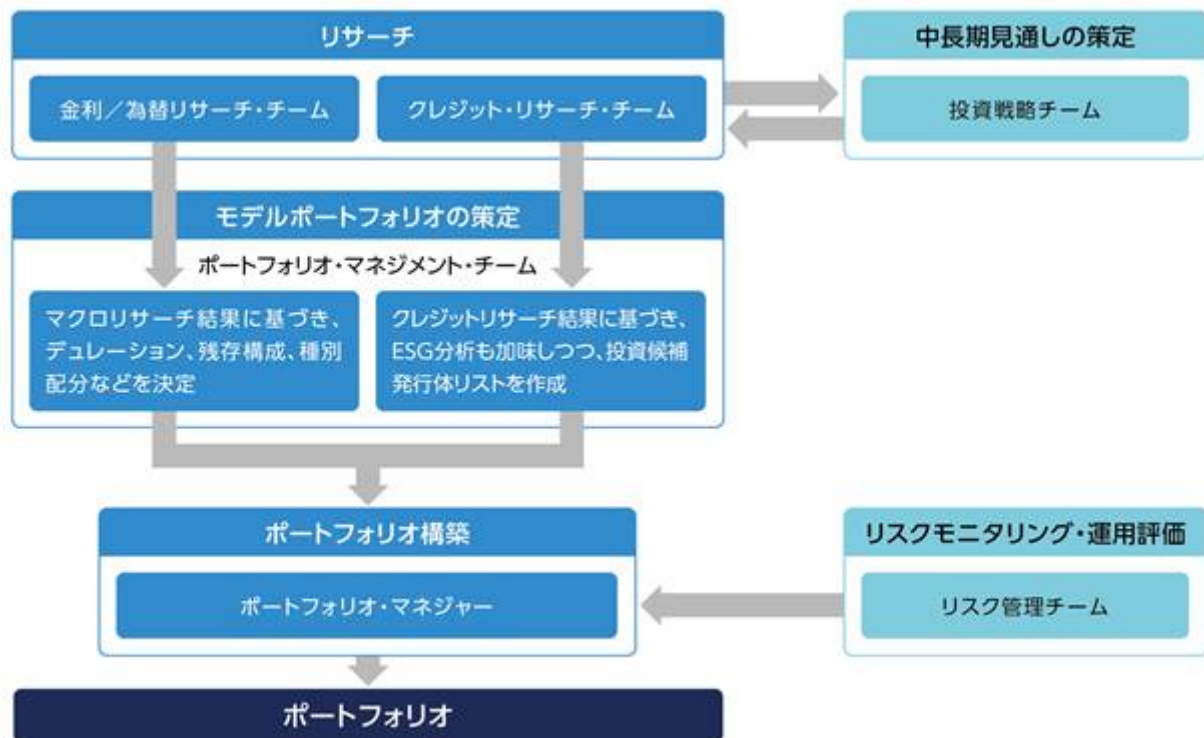 リサーチ
金利／為替リサーチ・チーム
クレジット・リサーチ・チーム
中長期見通しの策定
投資戦略チーム
モデルポートフォリオの策定
ポートフォリオ・マネジメント・チーム
マクロリサーチ結果に基づき、
デュレーション、残存構成、種別
配分などを決定
クレジットリサーチ結果に基づき、
ESG分析も加味しつつ、投資候補
発行体リストを作成
ポートフォリオ構築
ポートフォリオ・マネジャー
リスクモニタリング・運用評価
リスク管理チーム
ポートフォリオ